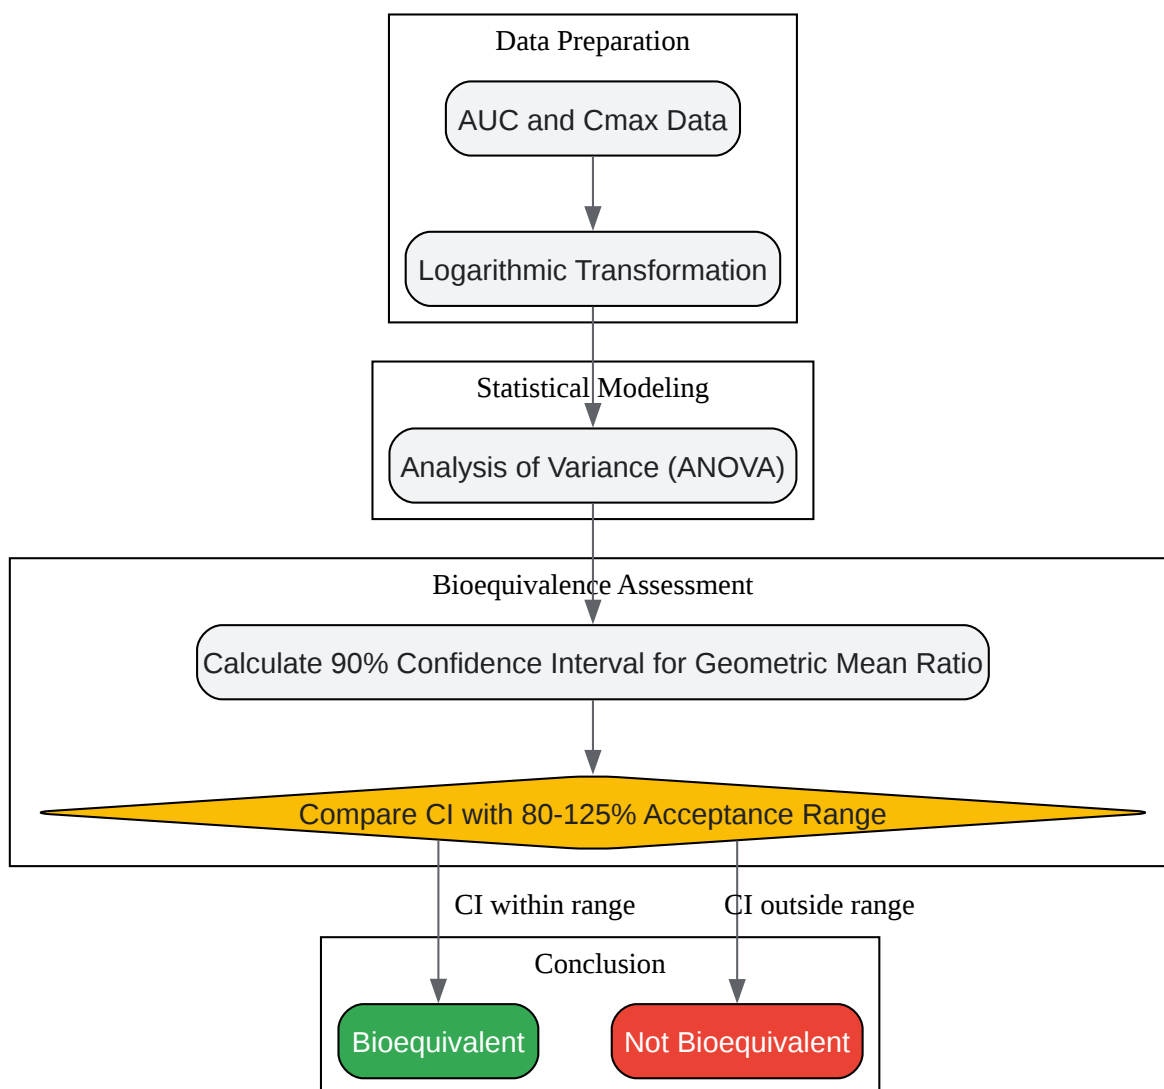 Data Preparation
AUC and Cmax Data
Logarithmic Transformation
Statistical Modeling
Analysis of Variance (ANOVA)
Bioequivalence Assessment
Calculate 90% Confidence Interval for Geometric Mean Ratio
Compare CI with 80-125% Acceptance Range
CI within range
CI outside range
Conclusion
Bioequivalent
Not Bioequivalent